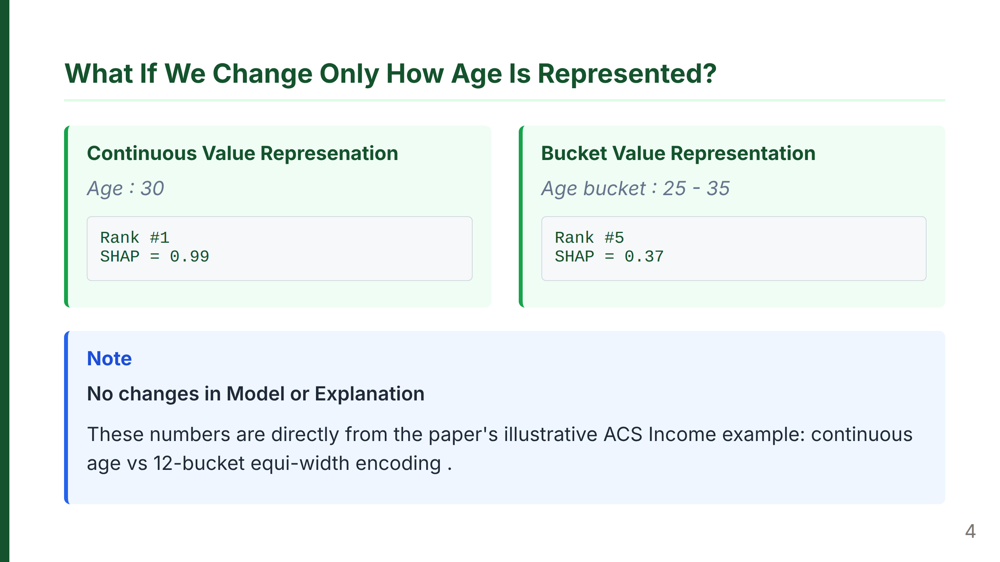 What If We Change Only How Age Is Represented?
Continuous Value Represenation
Age : 30
Rank #1
SHAP = 0.99
Bucket Value Representation
Age bucket : 25 - 35
Rank #5
SHAP = 0.37
Note
No changes in Model or Explanation
These numbers are directly from the paper's illustrative ACS Income example: continuous
age vs 12-bucket equi-width encoding .
4